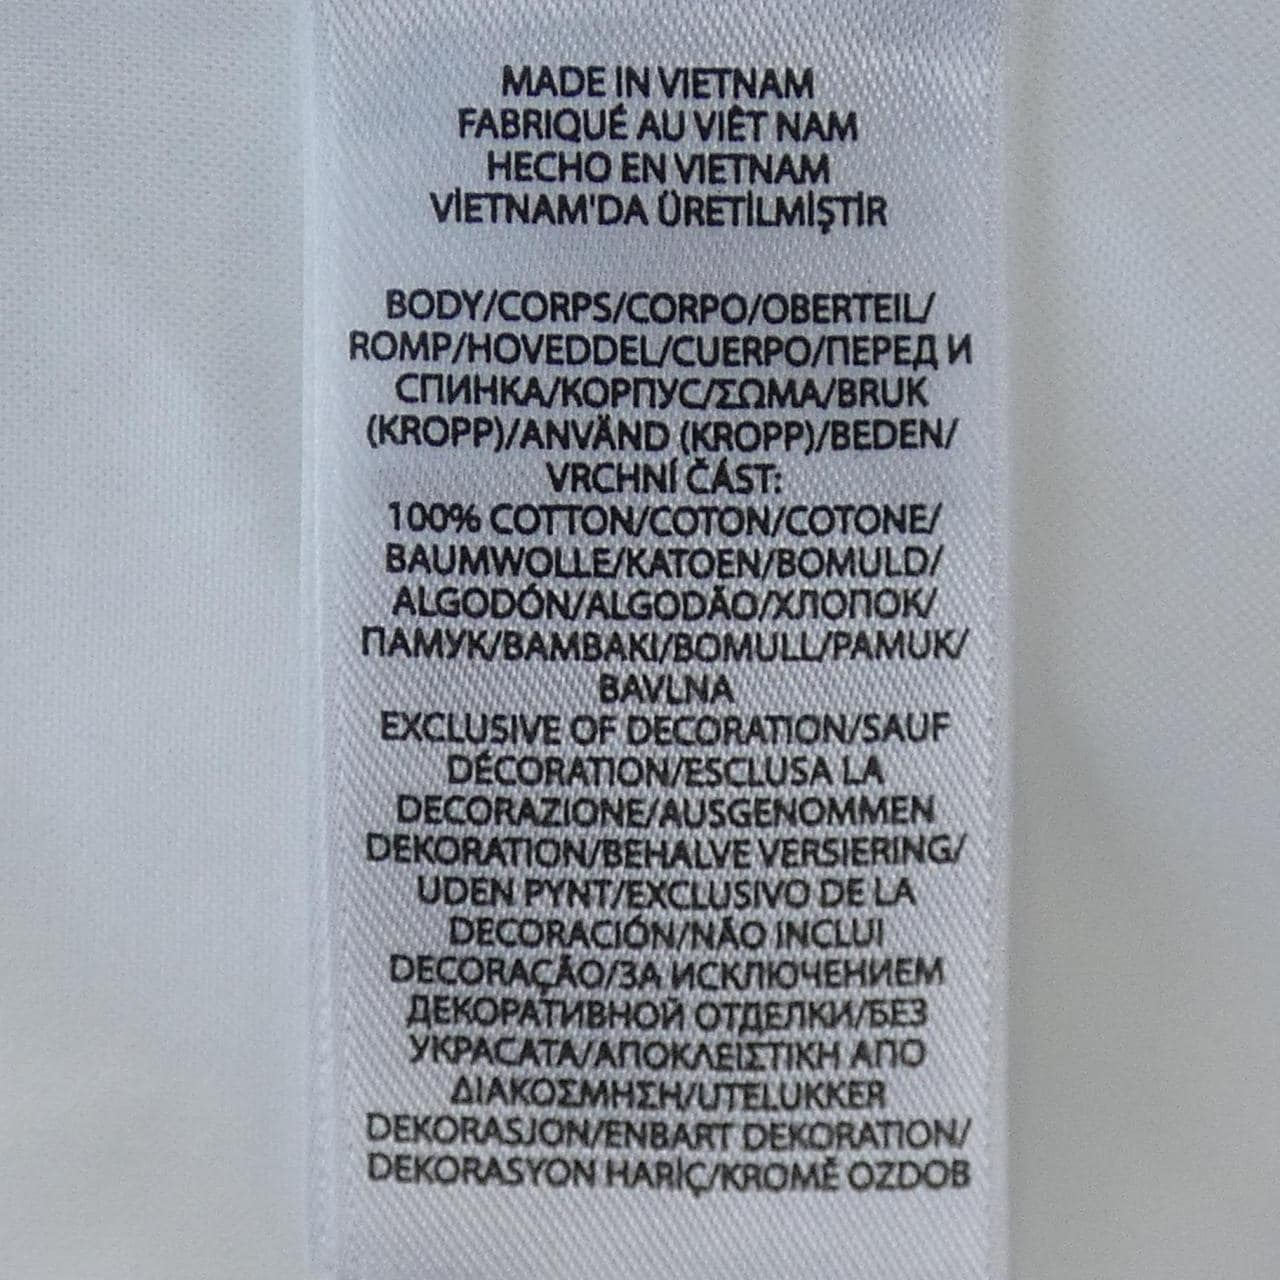 MADE IN VIETNAM
FABRIQUÉ AU VIÊT NAM
HECHO EN VIETNAM
VİETNAM'DA ÜRETİLMİŞTİR
BODY/CORPS/CORPO/OBERTEIL/
ROMP/HOVEDDEL/CUERPO/ПЕРЕД И
СПИНКА/КОРПУС/ΣΩΜΑ/BRUK
(KROPP)/ANVÄND (KROPP)/BEDEN/
VRCHNÍ ČÁST:
100% COTTON/COTON/COTONE/
BAUMWOLLE/KATOEN/BOMULD/
ALGODÓN/ALGODÃO/ХЛОПОК/
ПАМУК/ΒΑΜΒΑΚΙ/BOMULL/PAMUK/
BAVLNA
EXCLUSIVE OF DECORATION/SAUF
DÉCORATION/ESCLUSA LA
DECORAZIONE/AUSGENOMMEN
DEKORATION/BEHALVE VERSIERING/
UDEN PYNT/EXCLUSIVO DE LA
DECORACIÓN/NÃO INCLUI
DECORAÇÃO/ЗА ИСКЛЮЧЕНИЕМ
ДЕКОРАТИВНОЙ ОТДЕЛКИ/БЕЗ
УКРАСАТА/ΑΠΟΚΛΕΙΣΤΙΚΗ ΑΠΟ
ΔΙΑΚΟΣΜΗΣΗ/UTELUKKER
DEKORASJON/ENBART DEKORATION/
DEKORASYON HARİÇ/KROMĚ OZDOB